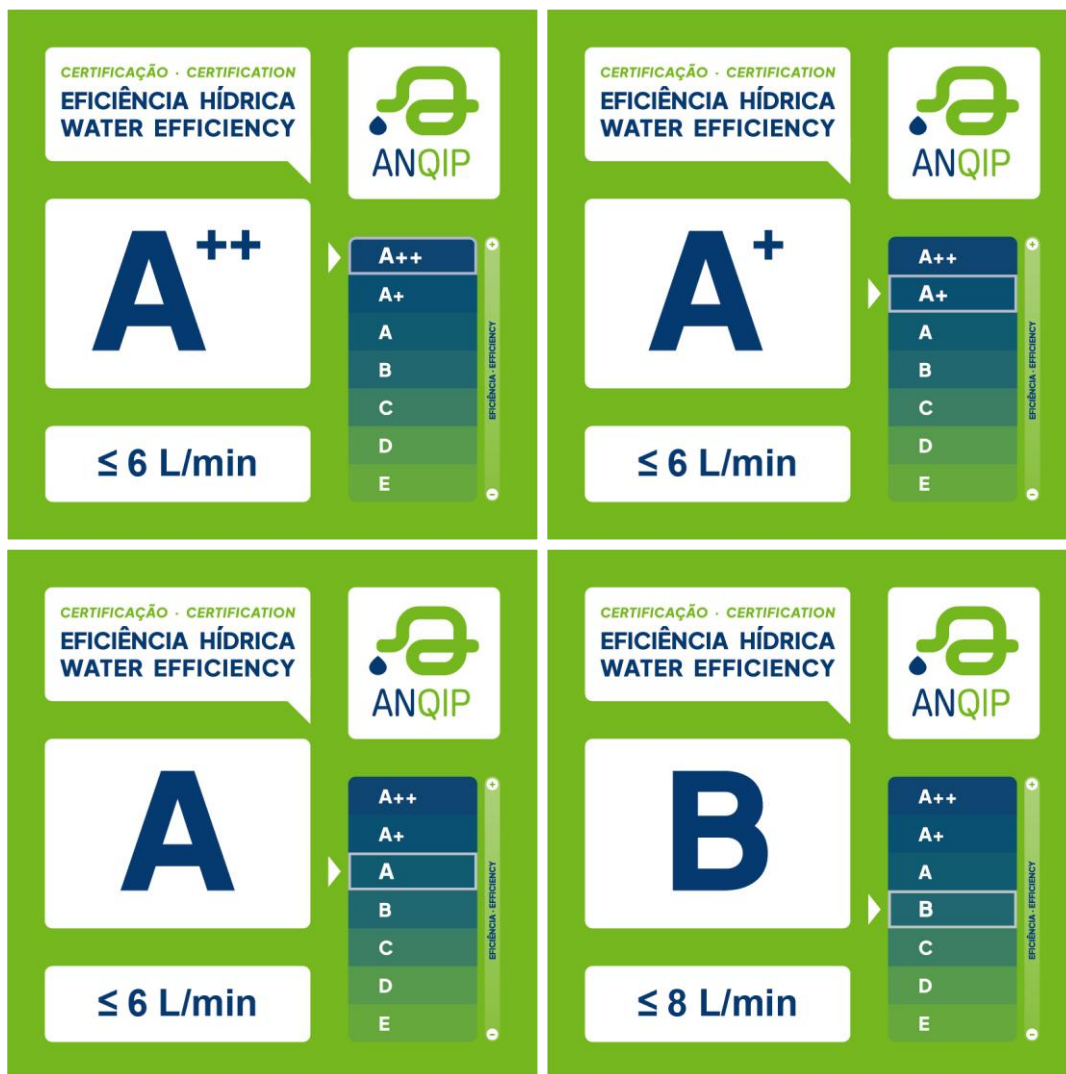 CERTIFICAÇÃO · CERTIFICATION
EFICIÊNCIA HÍDRICA
WATER EFFICIENCY
ANQIP
A++
A++
A+
A
B
C
D
E
+
EFICIÊNCIA · EFFICIENCY
−
≤ 6 L/min
CERTIFICAÇÃO · CERTIFICATION
EFICIÊNCIA HÍDRICA
WATER EFFICIENCY
ANQIP
A+
A++
A+
A
B
C
D
E
+
EFICIÊNCIA · EFFICIENCY
−
≤ 6 L/min
CERTIFICAÇÃO · CERTIFICATION
EFICIÊNCIA HÍDRICA
WATER EFFICIENCY
ANQIP
A
A++
A+
A
B
C
D
E
+
EFICIÊNCIA · EFFICIENCY
−
≤ 6 L/min
CERTIFICAÇÃO · CERTIFICATION
EFICIÊNCIA HÍDRICA
WATER EFFICIENCY
ANQIP
B
A++
A+
A
B
C
D
E
+
EFICIÊNCIA · EFFICIENCY
−
≤ 8 L/min